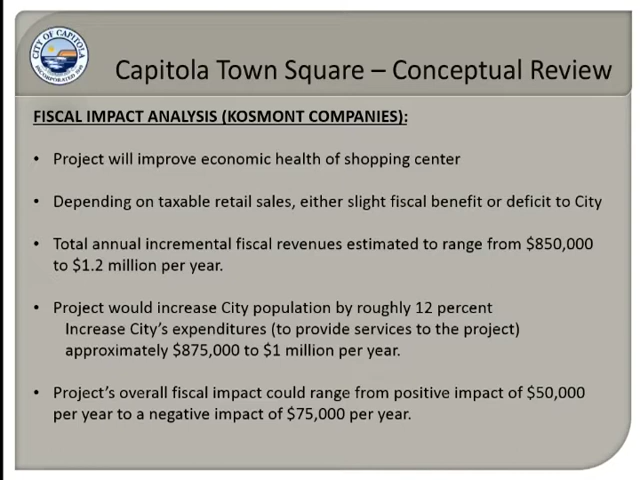 CITY OF CAPITOLA
INCORPORATED 1949
Capitola Town Square – Conceptual Review
FISCAL IMPACT ANALYSIS (KOSMONT COMPANIES):
• Project will improve economic health of shopping center
• Depending on taxable retail sales, either slight fiscal benefit or deficit to City
• Total annual incremental fiscal revenues estimated to range from $850,000
to $1.2 million per year.
• Project would increase City population by roughly 12 percent
Increase City's expenditures (to provide services to the project)
approximately $875,000 to $1 million per year.
• Project's overall fiscal impact could range from positive impact of $50,000
per year to a negative impact of $75,000 per year.